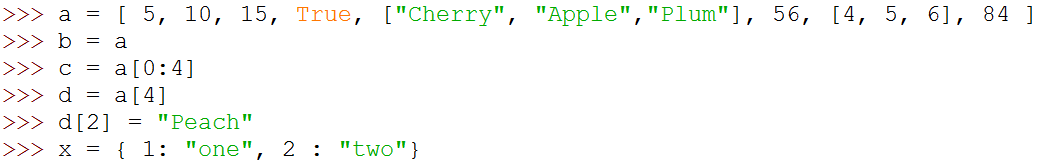 >>> a = [ 5, 10, 15, True, ["Cherry", "Apple","Plum"], 56, [4, 5, 6], 84 ]
>>> b = a
>>> c = a[0:4]
>>> d = a[4]
>>> d[2] = "Peach"
>>> x = { 1: "one", 2 : "two"}